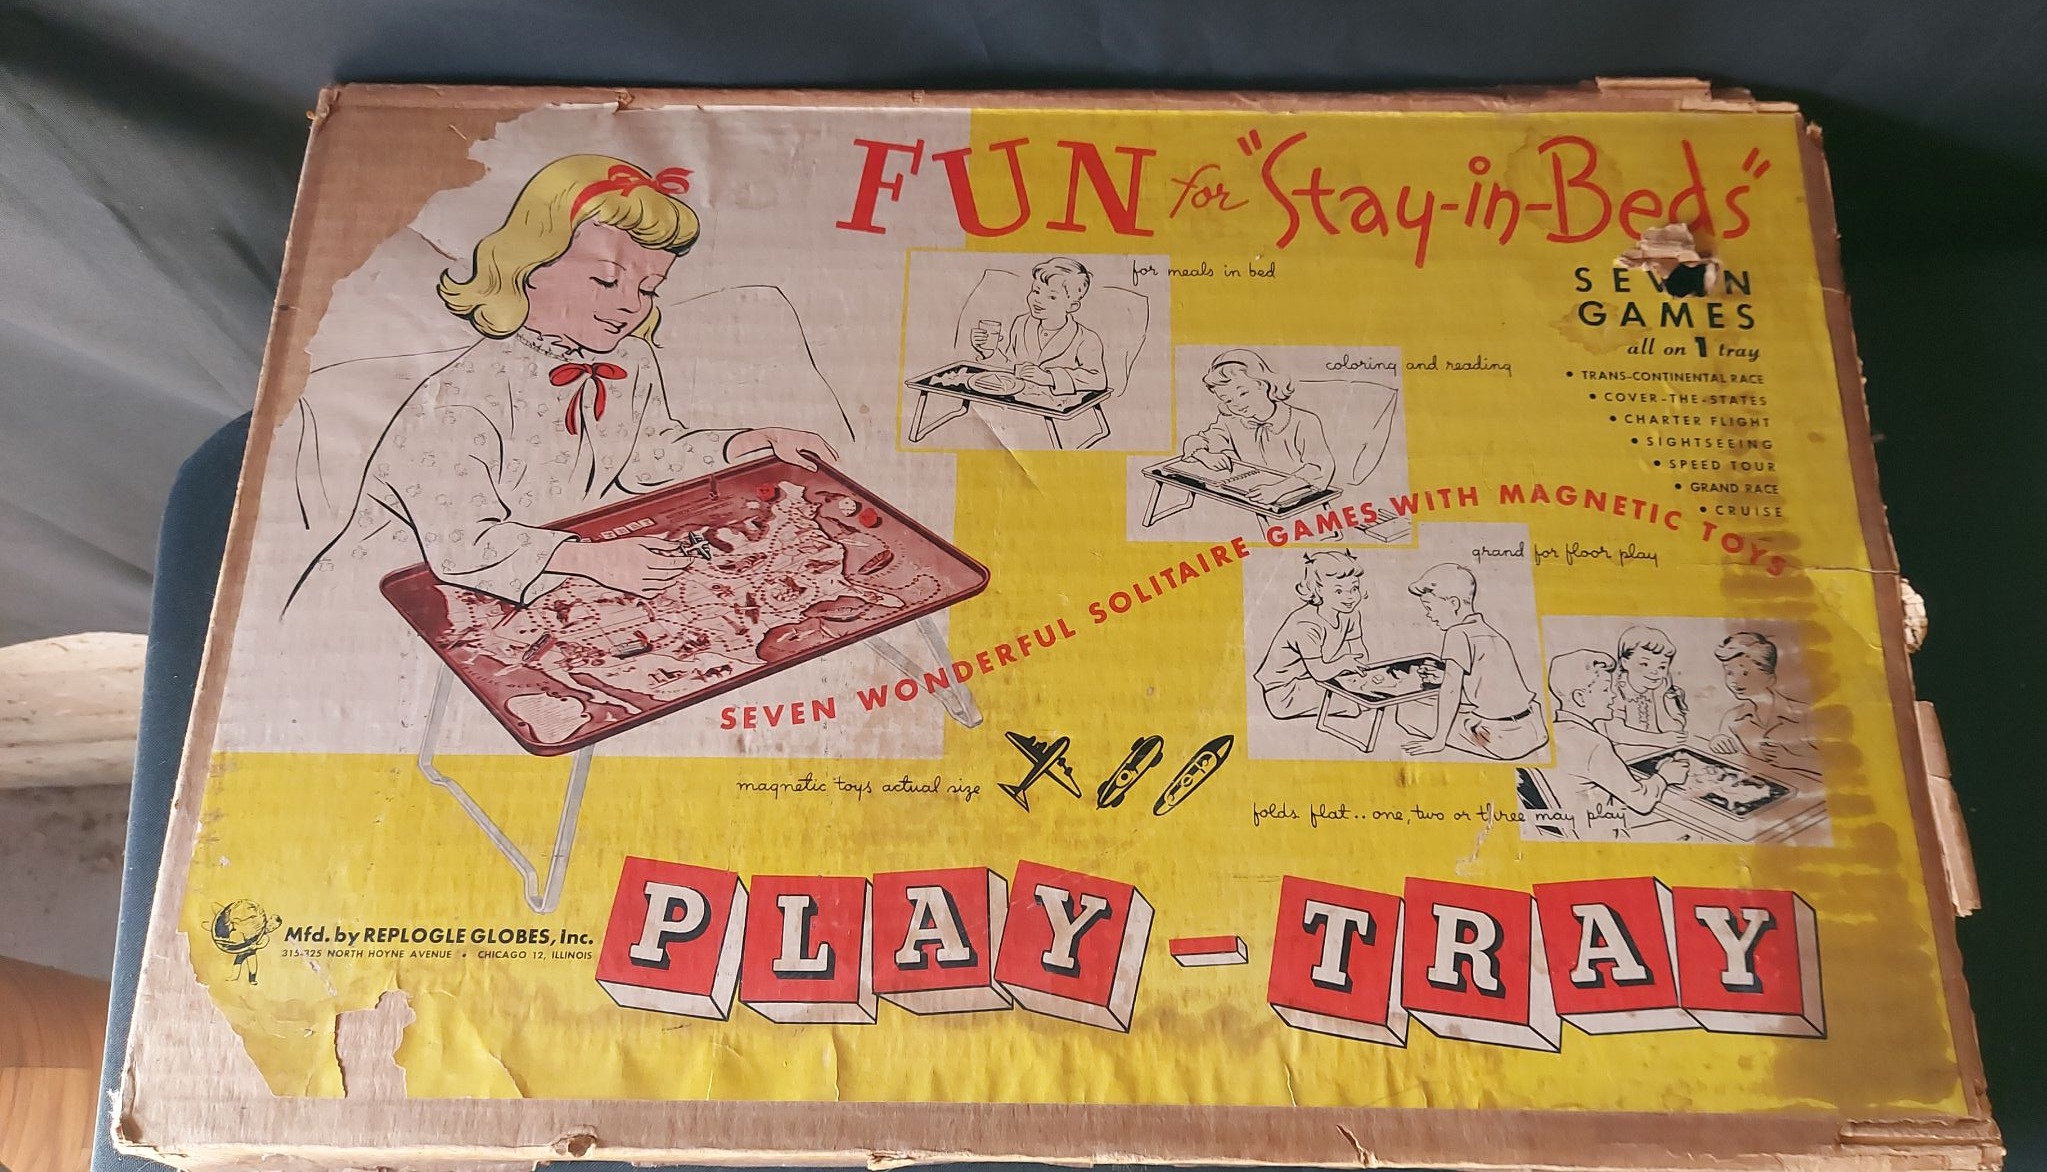 FUN for "Stay-in-Beds"
for meals in bed
SEVEN
GAMES
all on 1 tray
coloring and reading
• TRANS-CONTINENTAL RACE
• COVER-THE-STATES
• CHARTER FLIGHT
• SIGHTSEEING
• SPEED TOUR
• GRAND RACE
• CRUISE
SEVEN WONDERFUL SOLITAIRE GAMES WITH MAGNETIC TOYS
grand for floor play
magnetic toys actual size
folds flat.. one, two or three may play
Mfd. by REPLOGLE GLOBES, Inc.
315-325 NORTH HOYNE AVENUE • CHICAGO 12, ILLINOIS
PLAY-TRAY